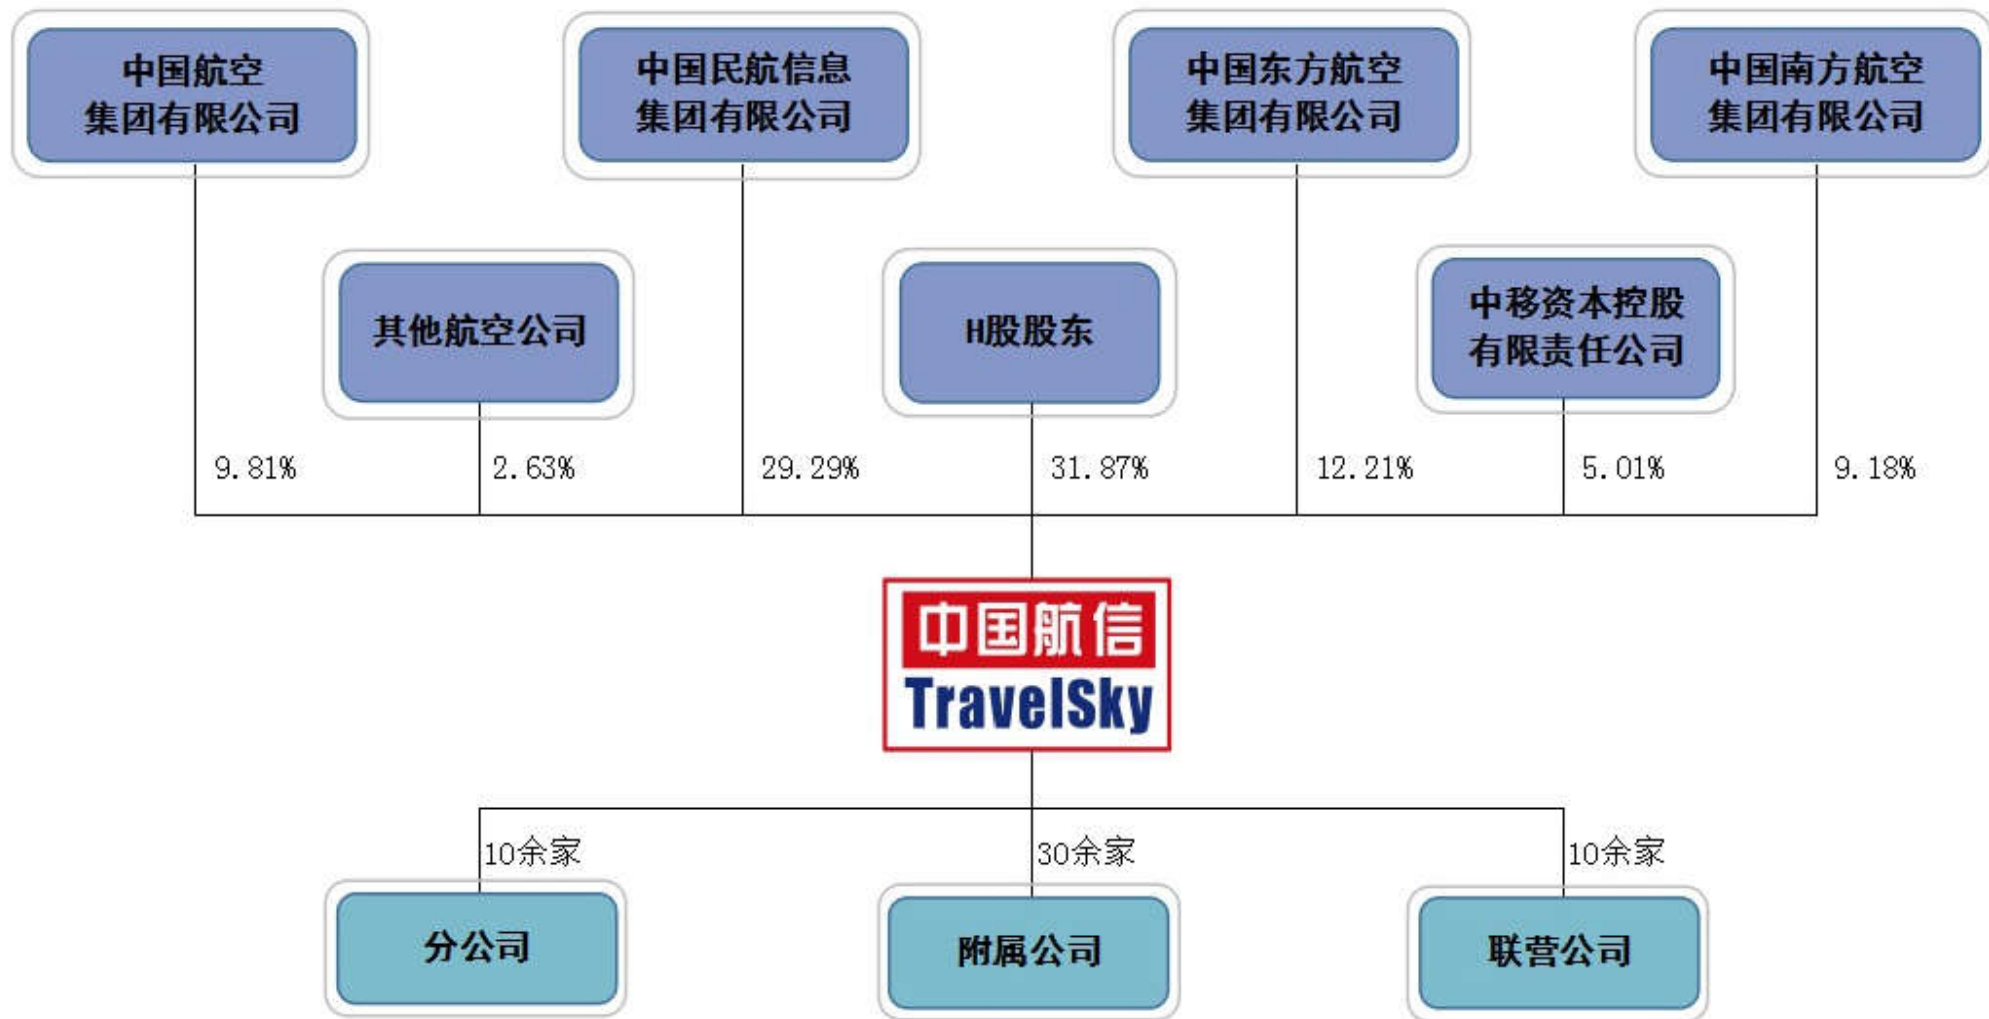 中国航空
集团有限公司
中国民航信息
集团有限公司
中国东方航空
集团有限公司
中国南方航空
集团有限公司
其他航空公司
H股股东
中移资本控股
有限责任公司
9.81%
2.63%
29.29%
31.87%
12.21%
5.01%
9.18%
中国航信
TravelSky
10余家
30余家
10余家
分公司
附属公司
联营公司